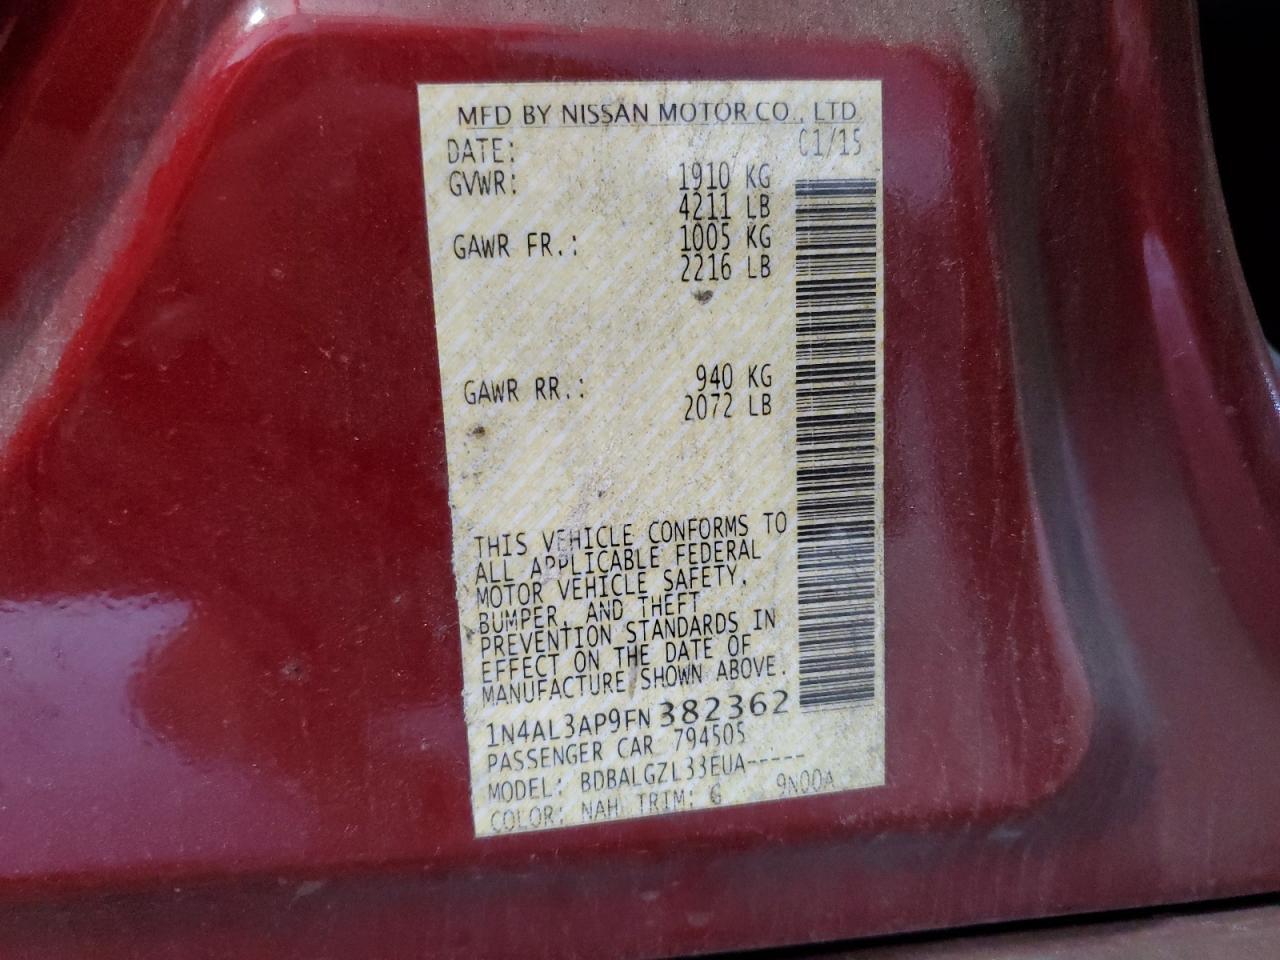 MFD BY NISSAN MOTOR CO., LTD
DATE: 01/15
GVWR: 1910 KG
4211 LB
GAWR FR.: 1005 KG
2216 LB
GAWR RR.: 940 KG
2072 LB
THIS VEHICLE CONFORMS TO
ALL APPLICABLE FEDERAL
MOTOR VEHICLE SAFETY,
BUMPER, AND THEFT
PREVENTION STANDARDS IN
EFFECT ON THE DATE OF
MANUFACTURE SHOWN ABOVE.
1N4AL3AP9FN382362
PASSENGER CAR 794505
MODEL: BDBALGZL33EUA-----
COLOR: NAH TRIM: G 9N00A